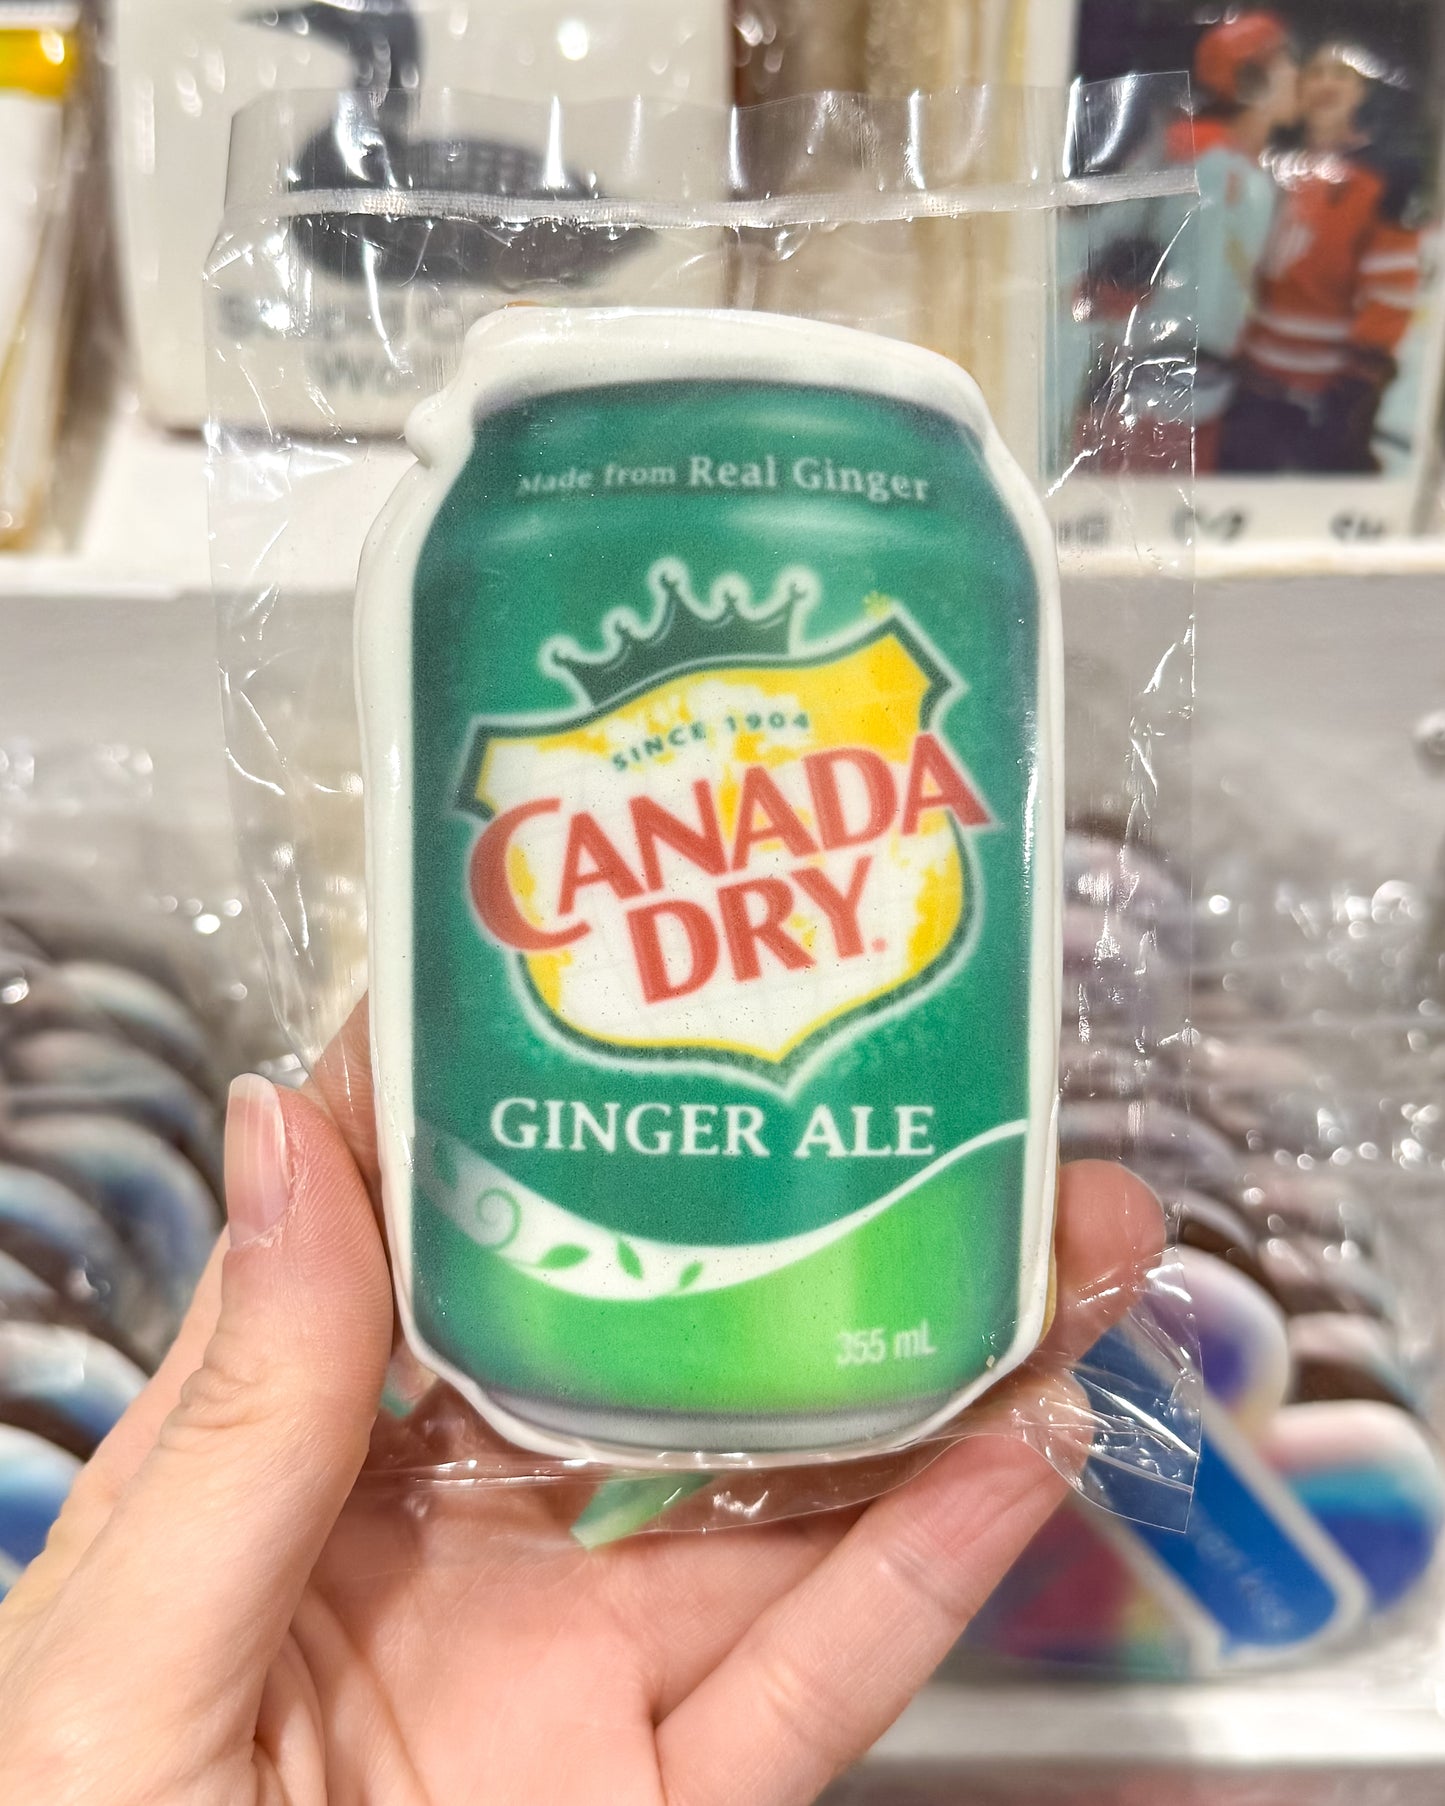 Made from Real Ginger
SINCE 1904
CANADA
DRY.
GINGER ALE
355 mL